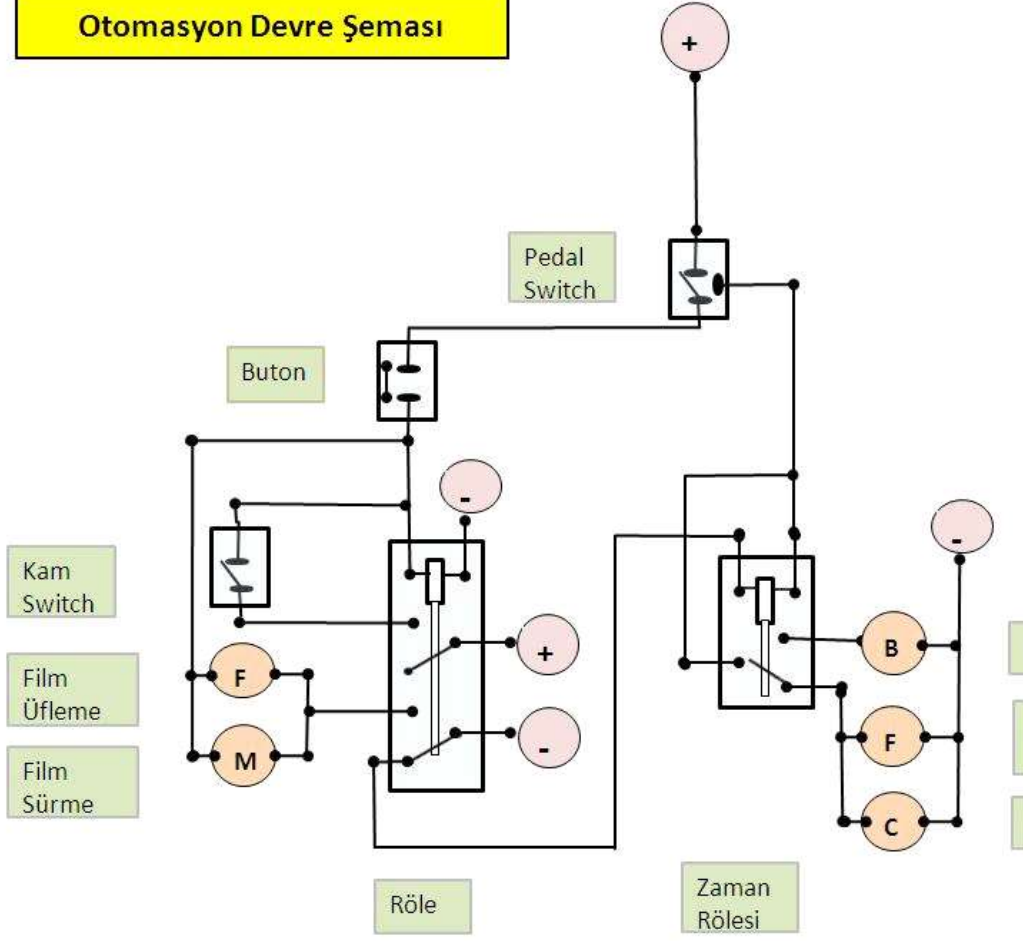 Otomasyon Devre Şeması
+
Pedal
Switch
Buton
-
-
Kam
Switch
+
B
Film
Üfleme
F
F
-
Film
Sürme
M
C
Röle
Zaman
Rölesi